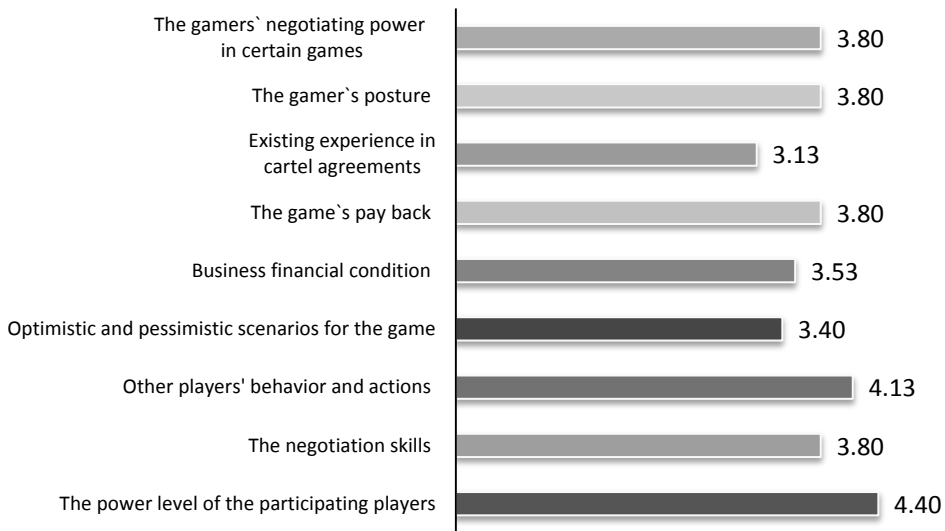 The gamers` negotiating power
in certain games
3.80
The gamer`s posture
3.80
Existing experience in
cartel agreements
3.13
The game`s pay back
3.80
Business financial condition
3.53
Optimistic and pessimistic scenarios for the game
3.40
Other players' behavior and actions
4.13
The negotiation skills
3.80
The power level of the participating players
4.40